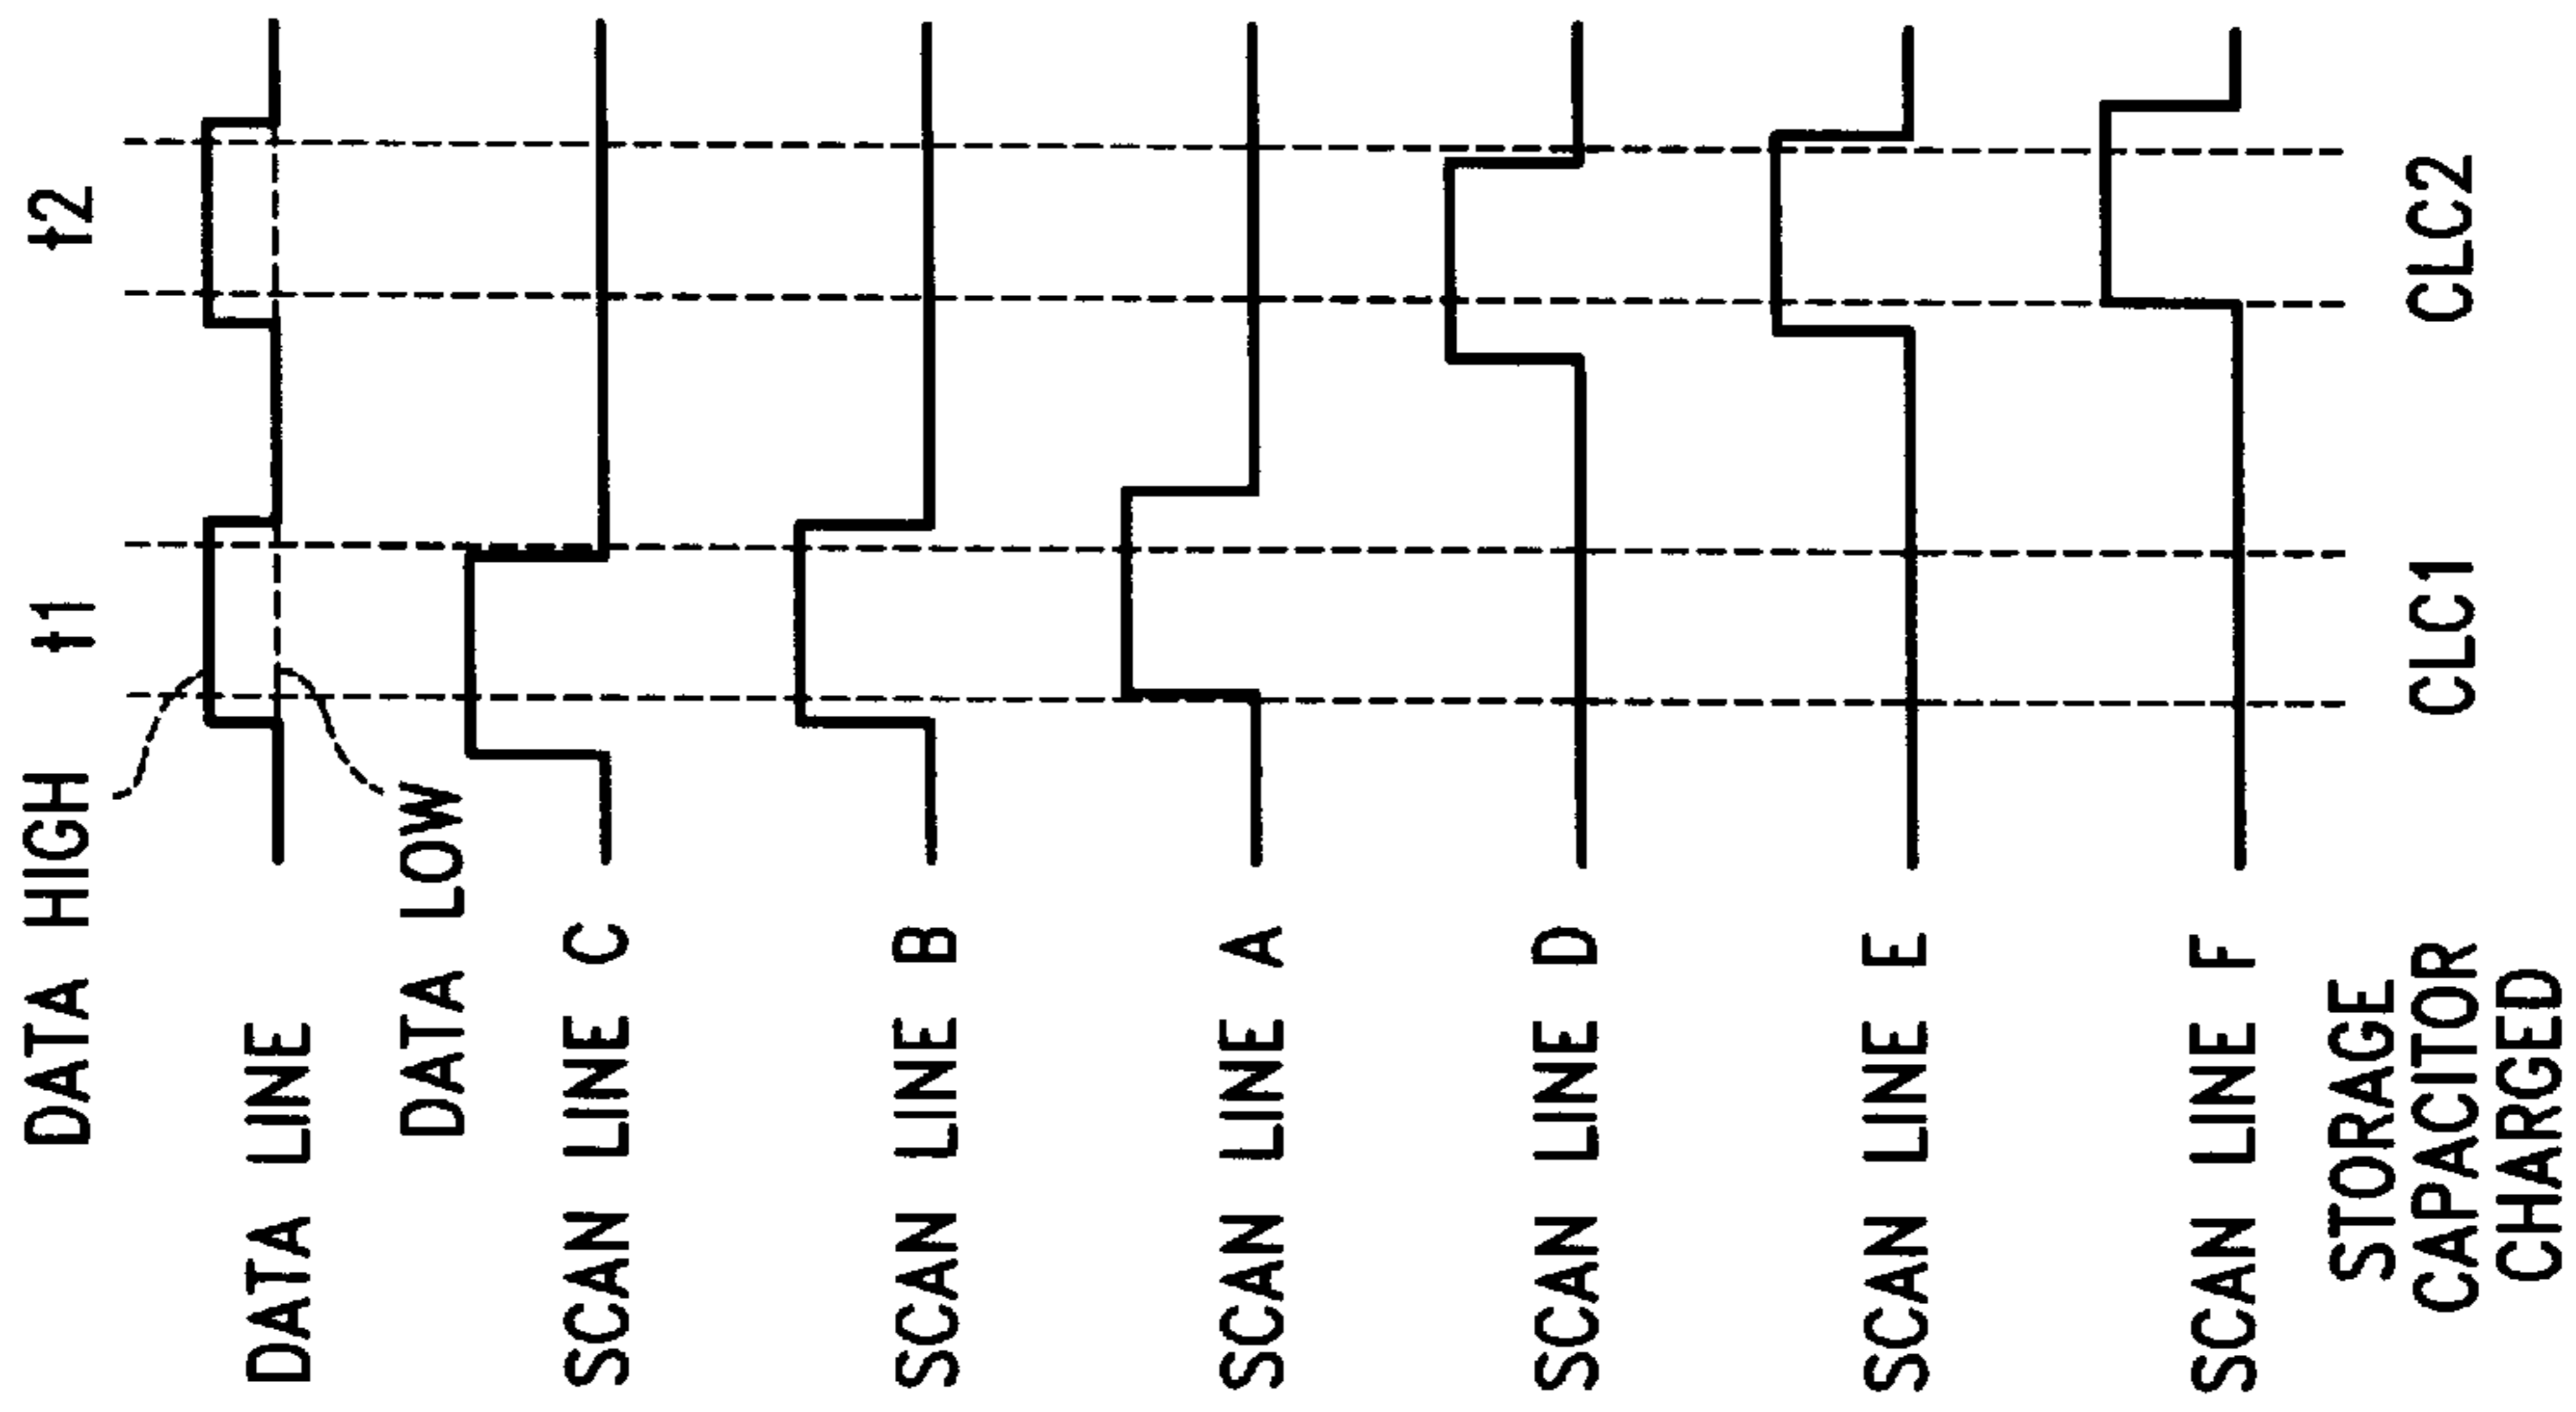 t1
t2
DATA HIGH
DATA LINE
DATA LOW
SCAN LINE C
SCAN LINE B
SCAN LINE A
SCAN LINE D
SCAN LINE E
SCAN LINE F
STORAGE
CAPACITOR
CHARGED
CLC1
CLC2